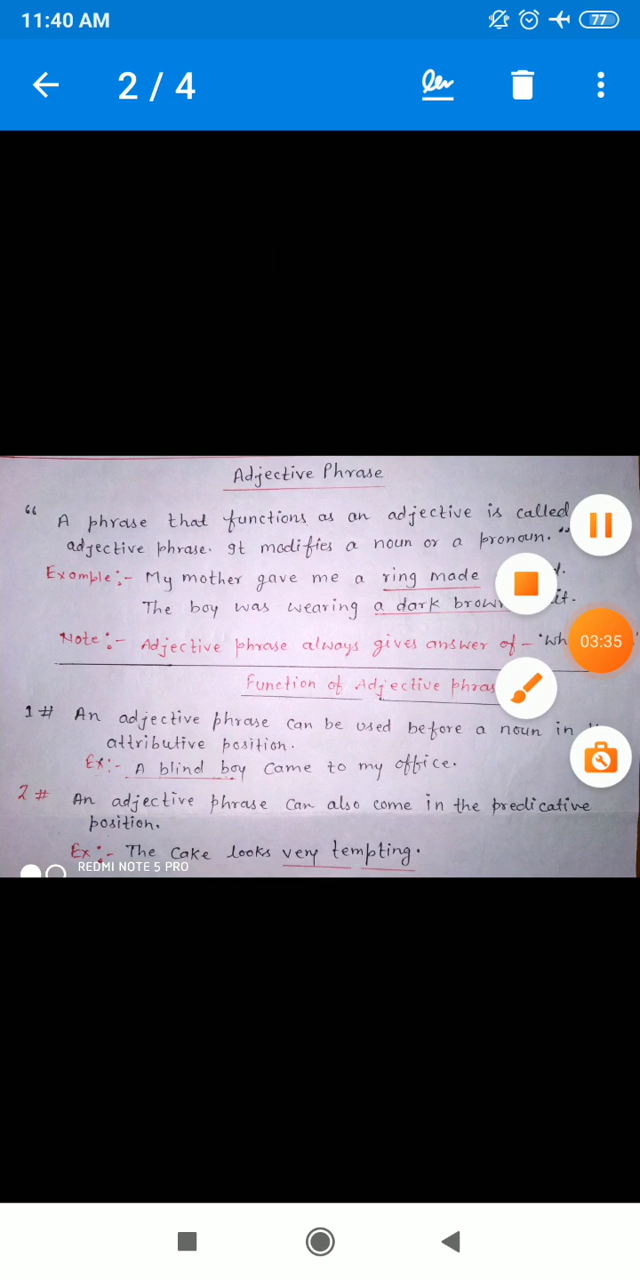 11:40 AM
77
2 / 4
Adjective Phrase
“ A phrase that functions as an adjective is called
adjective phrase. It modifies a noun or a pronoun. ”
Example :- My mother gave me a ring made
The boy was wearing a dark brown
03:35
Note :- Adjective phrase always gives answer of -
Function of Adjective phras
1# An adjective phrase can be used before a noun in
attributive position.
Ex :- A blind boy came to my office.
2# An adjective phrase can also come in the predicative
position.
Ex :- The cake looks very tempting.
REDMI NOTE 5 PRO